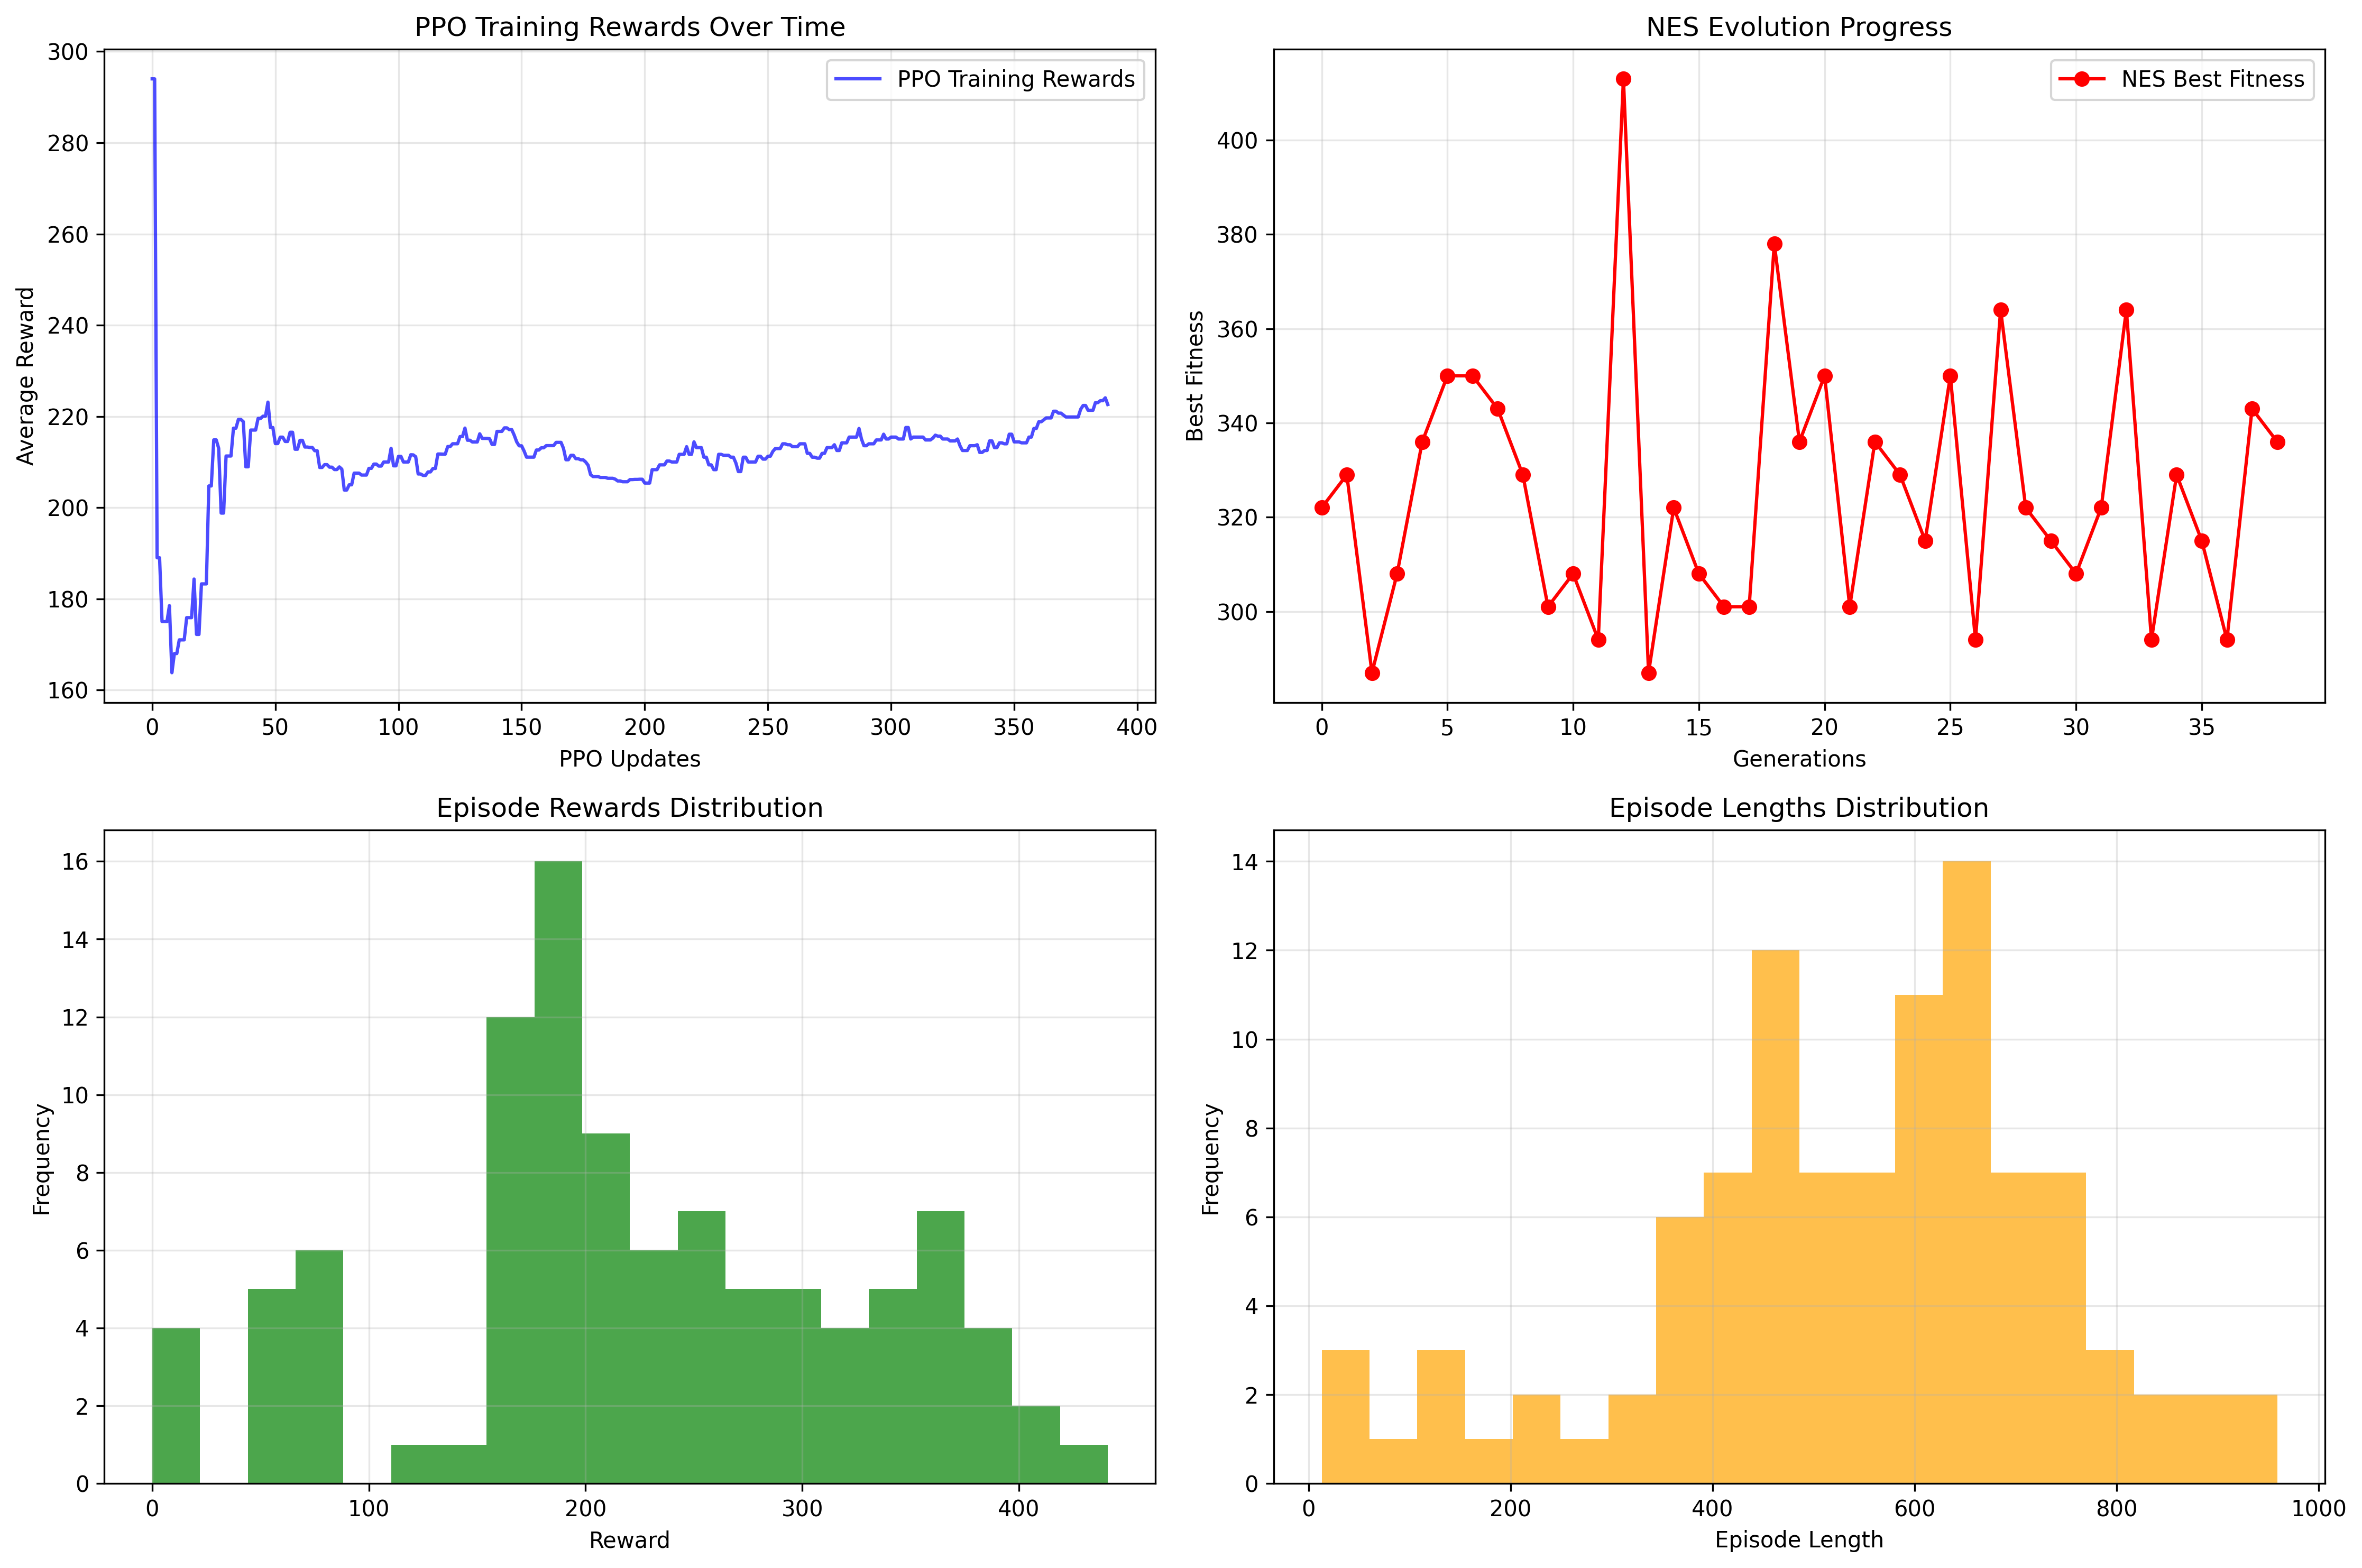 PPO Training Rewards Over Time
300
280
260
240
220
200
180
160
Average Reward
PPO Training Rewards
0 50 100 150 200 250 300 350 400
PPO Updates
NES Evolution Progress
400
380
360
340
320
300
Best Fitness
NES Best Fitness
0 5 10 15 20 25 30 35
Generations
Episode Rewards Distribution
16
14
12
10
8
6
4
2
0
Frequency
0 100 200 300 400
Reward
Episode Lengths Distribution
14
12
10
8
6
4
2
0
Frequency
0 200 400 600 800 1000
Episode Length